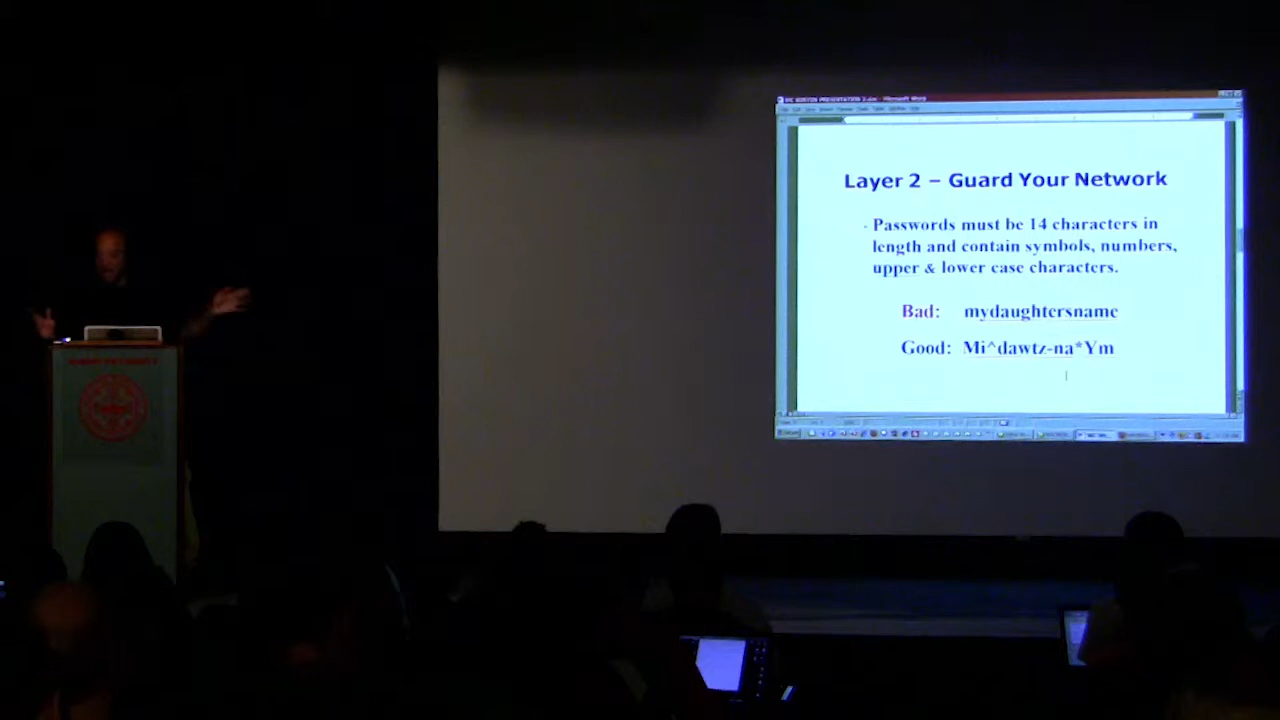 Layer 2 – Guard Your Network
- Passwords must be 14 characters in
length and contain symbols, numbers,
upper & lower case characters.
Bad: mydaughtersname
Good: Mi^dawtz-na*Ym